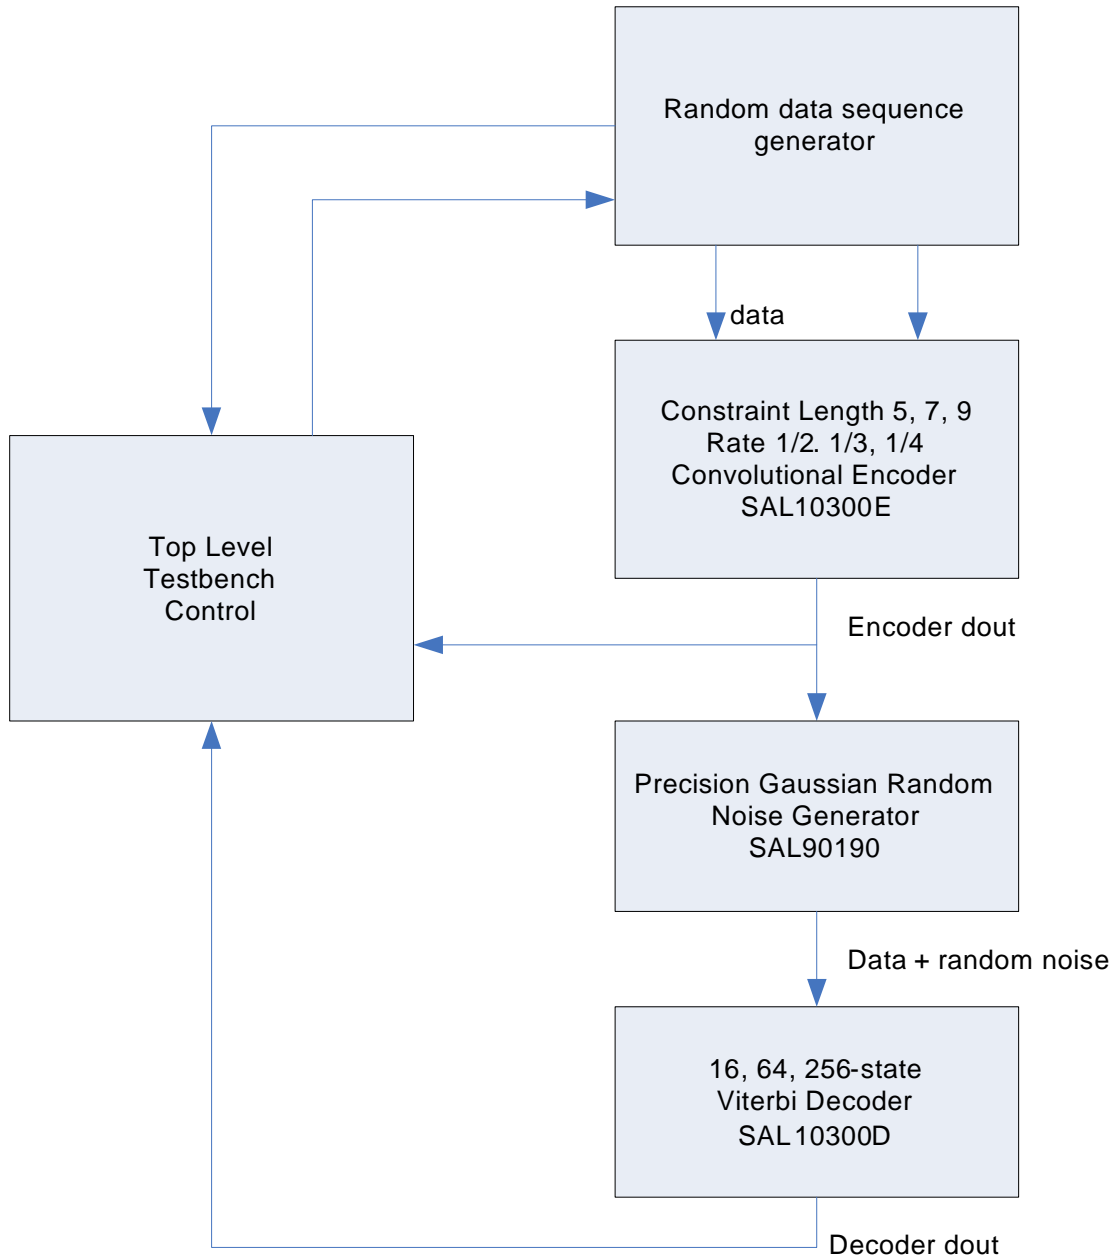 Random data sequence
generator
data
Constraint Length 5, 7, 9
Rate 1/2. 1/3, 1/4
Convolutional Encoder
SAL10300E
Top Level
Testbench
Control
Encoder dout
Precision Gaussian Random
Noise Generator
SAL90190
Data + random noise
16, 64, 256-state
Viterbi Decoder
SAL10300D
Decoder dout